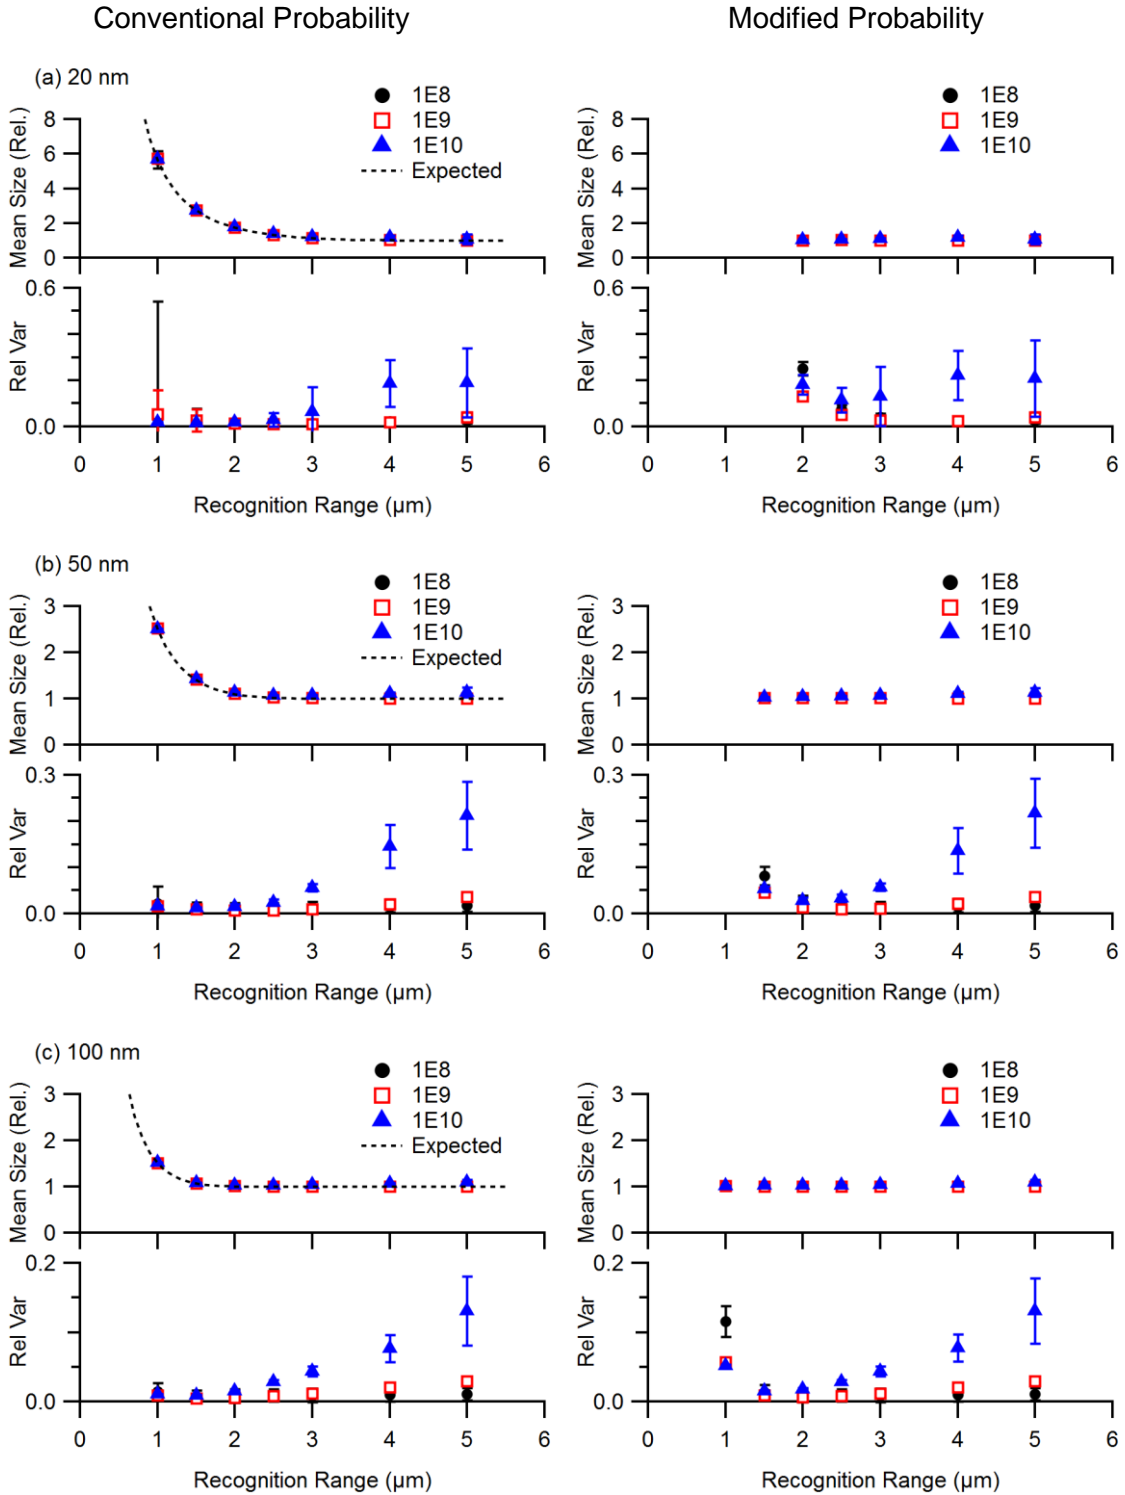 Conventional Probability
Modified Probability
(a) 20 nm
1E8
1E9
1E10
Expected
8
6
4
2
0
Mean Size (Rel.)
0.6
0.0
Rel Var
0 1 2 3 4 5 6
Recognition Range (µm)
1E8
1E9
1E10
8
6
4
2
0
Mean Size (Rel.)
0.6
0.0
Rel Var
0 1 2 3 4 5 6
Recognition Range (µm)
(b) 50 nm
1E8
1E9
1E10
Expected
3
2
1
0
Mean Size (Rel.)
0.3
0.0
Rel Var
0 1 2 3 4 5 6
Recognition Range (µm)
1E8
1E9
1E10
3
2
1
0
Mean Size (Rel.)
0.3
0.0
Rel Var
0 1 2 3 4 5 6
Recognition Range (µm)
(c) 100 nm
1E8
1E9
1E10
Expected
3
2
1
0
Mean Size (Rel.)
0.2
0.0
Rel Var
0 1 2 3 4 5 6
Recognition Range (µm)
1E8
1E9
1E10
3
2
1
0
Mean Size (Rel.)
0.2
0.0
Rel Var
0 1 2 3 4 5 6
Recognition Range (µm)